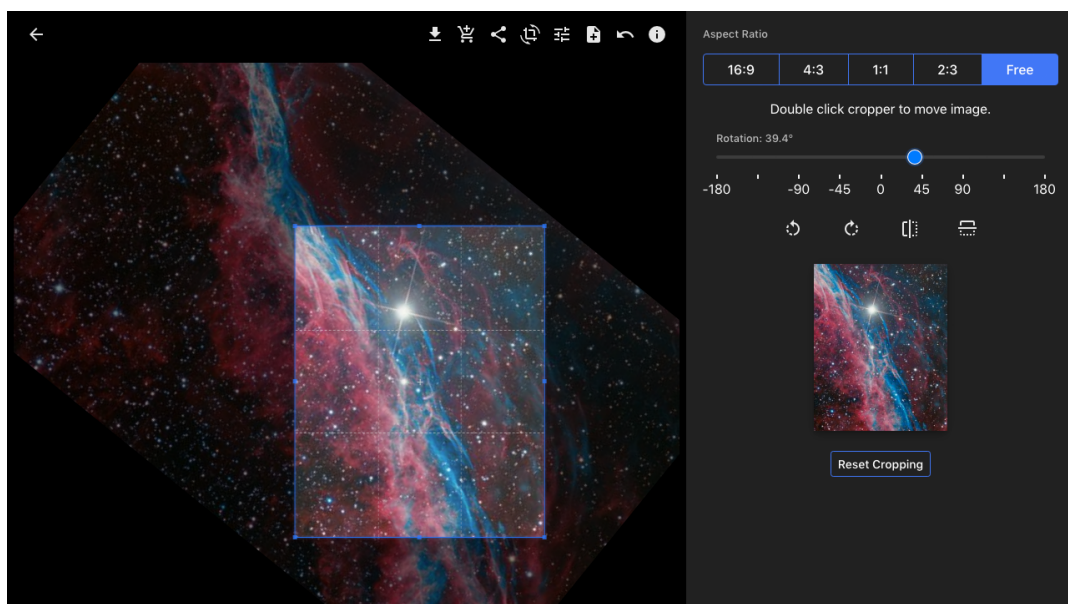 Aspect Ratio
16:9 4:3 1:1 2:3 Free
Double click cropper to move image.
Rotation: 39.4°
-180 -90 -45 0 45 90 180
Reset Cropping